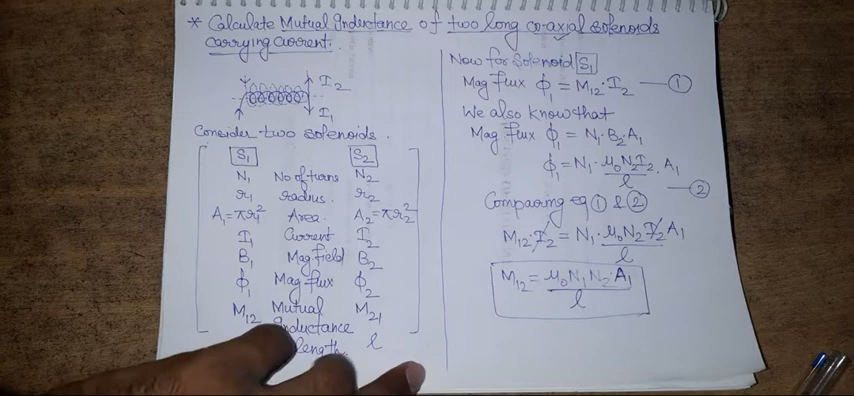 * Calculate Mutual Inductance of two long co-axial solenoids
carrying current.
I2
I1
Consider two solenoids.
S1 S2
N1 No of turns N2
r1 radius. r2
A1=πr1² Area. A2=πr2²
I1 Current I2
B1 Mag field B2
ϕ1 Mag flux ϕ2
M12 Mutual M21
Inductance
length. l
Now for solenoid S1
Mag flux ϕ1 = M12·I2 — ①
We also know that
Mag flux ϕ1 = N1·B2·A1
ϕ1 = N1·μ0N2I2·A1
l — ②
Comparing eq ① & ②
M12·I2 = N1·μ0N2I2A1
l
M12 = μ0N1N2·A1
l